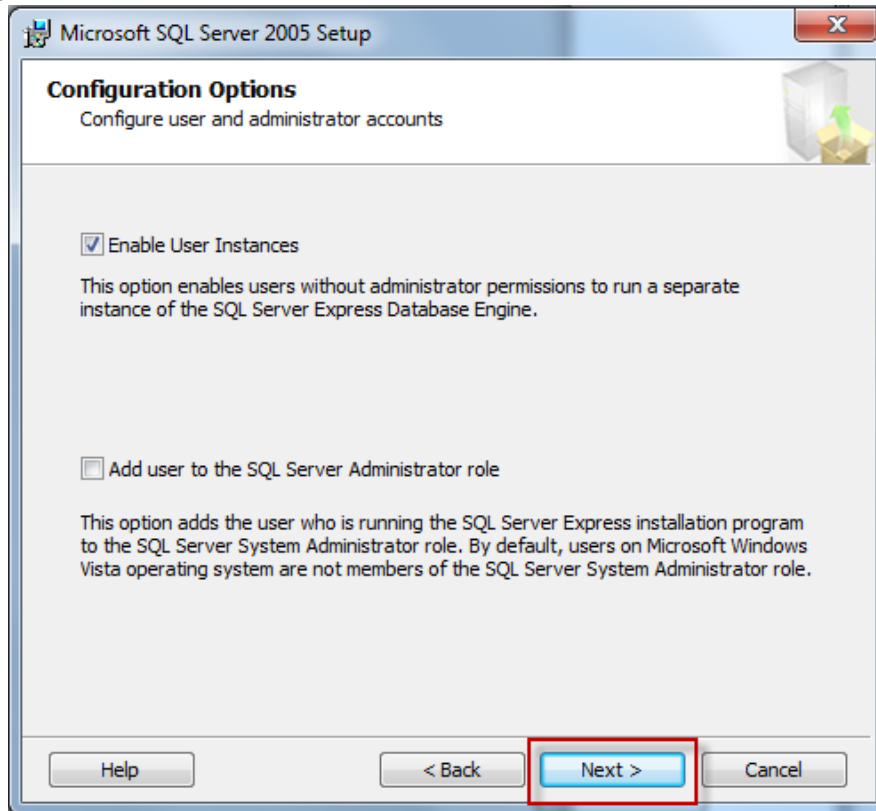 Microsoft SQL Server 2005 Setup
Configuration Options
Configure user and administrator accounts
Enable User Instances
This option enables users without administrator permissions to run a separate
instance of the SQL Server Express Database Engine.
Add user to the SQL Server Administrator role
This option adds the user who is running the SQL Server Express installation program
to the SQL Server System Administrator role. By default, users on Microsoft Windows
Vista operating system are not members of the SQL Server System Administrator role.
Help
< Back
Next >
Cancel